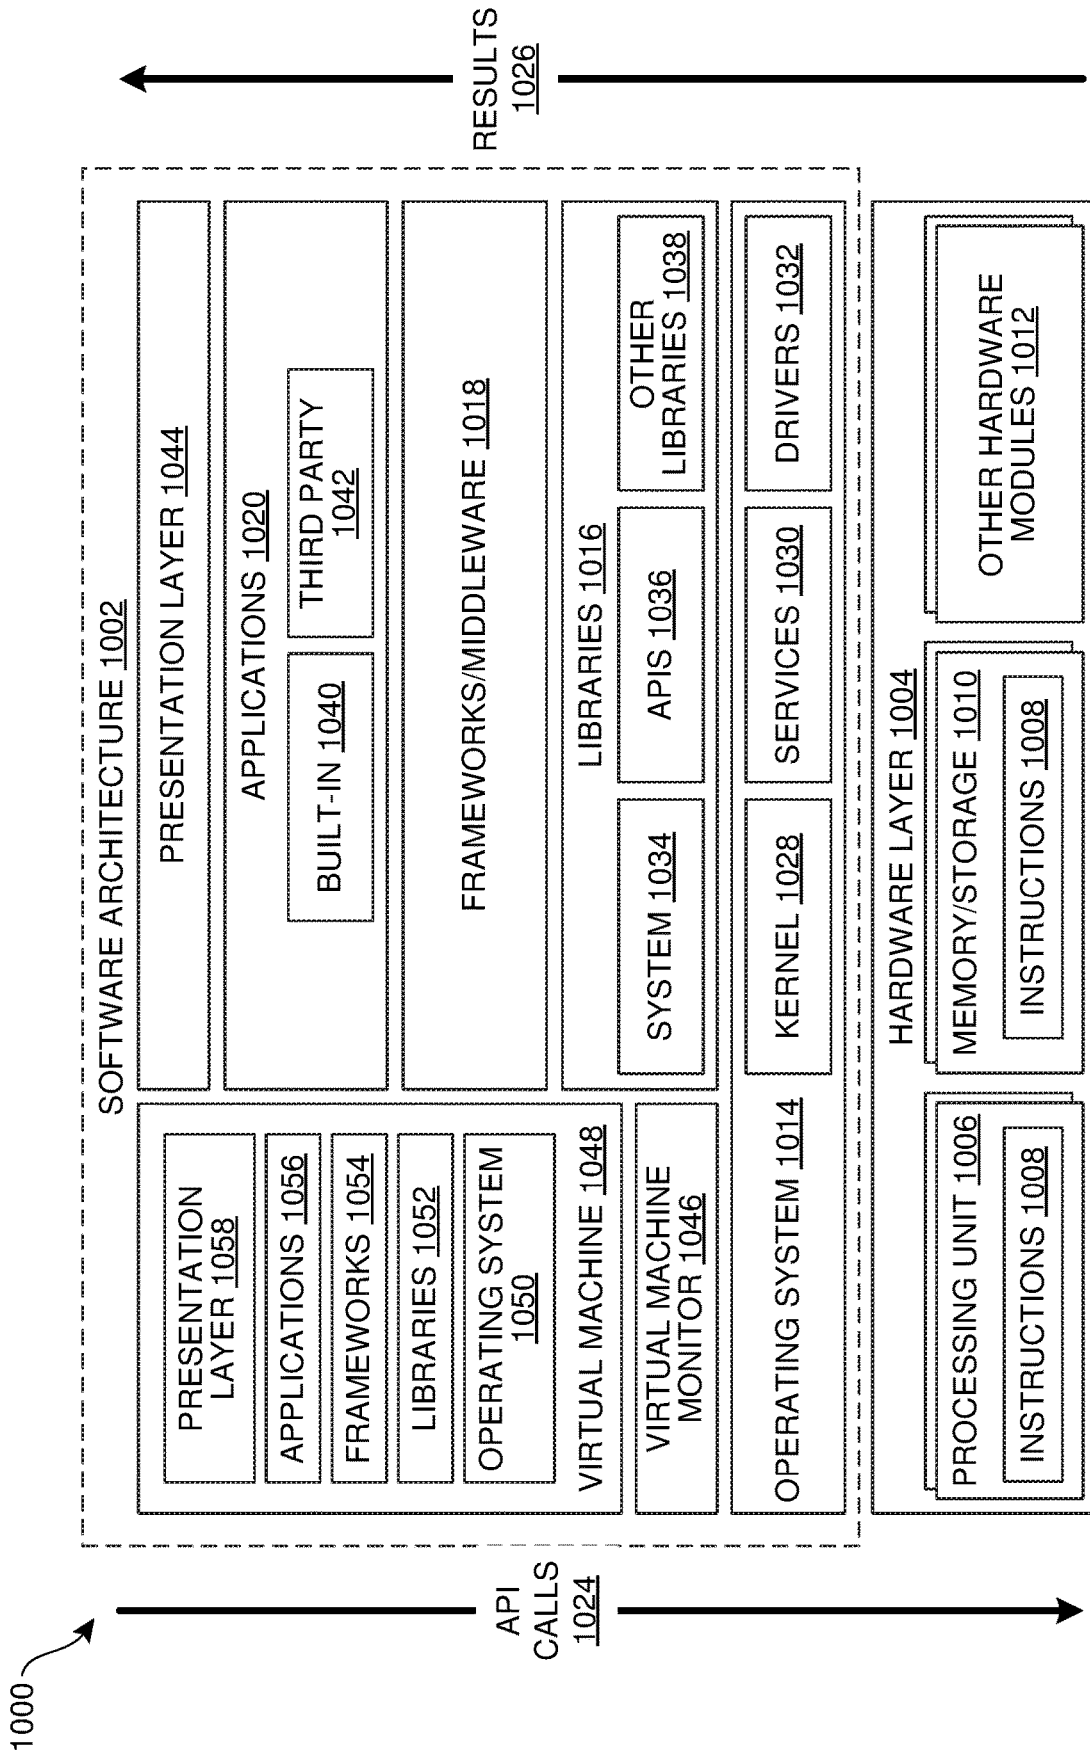 1000
SOFTWARE ARCHITECTURE 1002
PRESENTATION
LAYER 1058
APPLICATIONS 1056
FRAMEWORKS 1054
LIBRARIES 1052
OPERATING SYSTEM
1050
VIRTUAL MACHINE 1048
VIRTUAL MACHINE
MONITOR 1046
PRESENTATION LAYER 1044
APPLICATIONS 1020
BUILT-IN 1040
THIRD PARTY
1042
FRAMEWORKS/MIDDLEWARE 1018
LIBRARIES 1016
SYSTEM 1034
APIS 1036
OTHER
LIBRARIES 1038
OPERATING SYSTEM 1014
KERNEL 1028
SERVICES 1030
DRIVERS 1032
HARDWARE LAYER 1004
PROCESSING UNIT 1006
INSTRUCTIONS 1008
MEMORY/STORAGE 1010
INSTRUCTIONS 1008
OTHER HARDWARE
MODULES 1012
API
CALLS
1024
RESULTS
1026